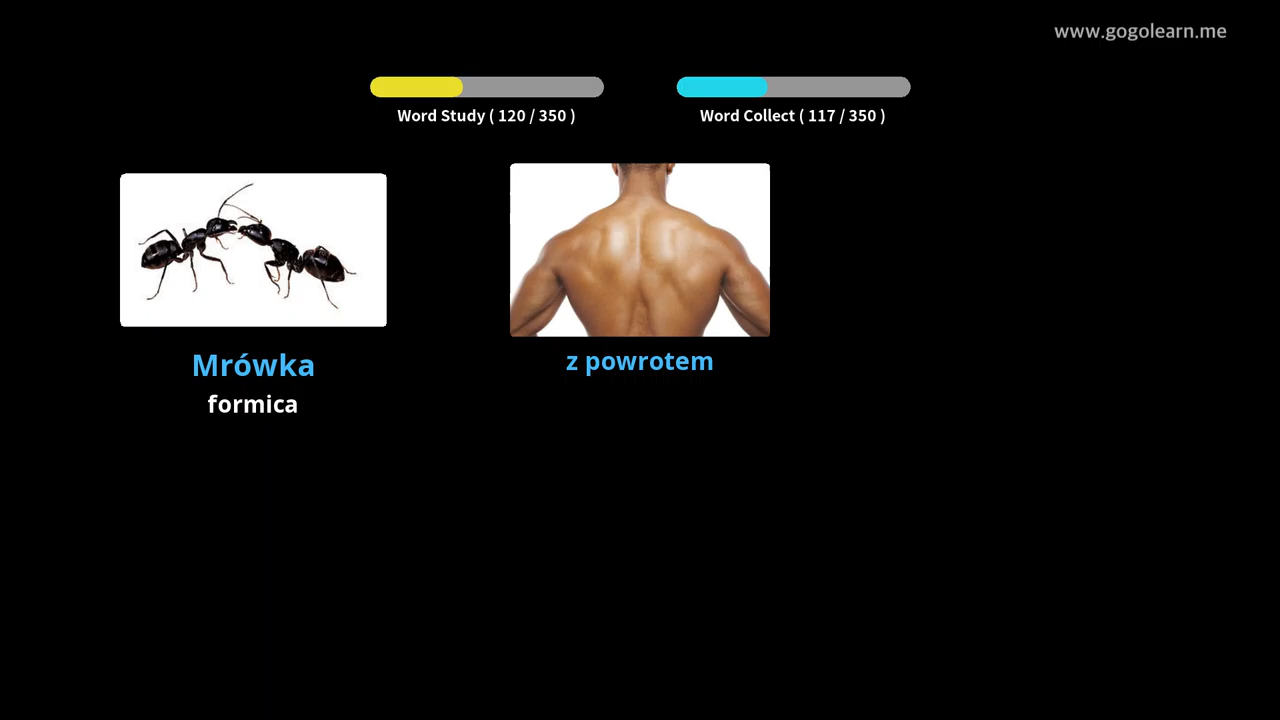 www.gogolearn.me
Word Study ( 120 / 350 )
Word Collect ( 117 / 350 )
Mrówka
formica
z powrotem